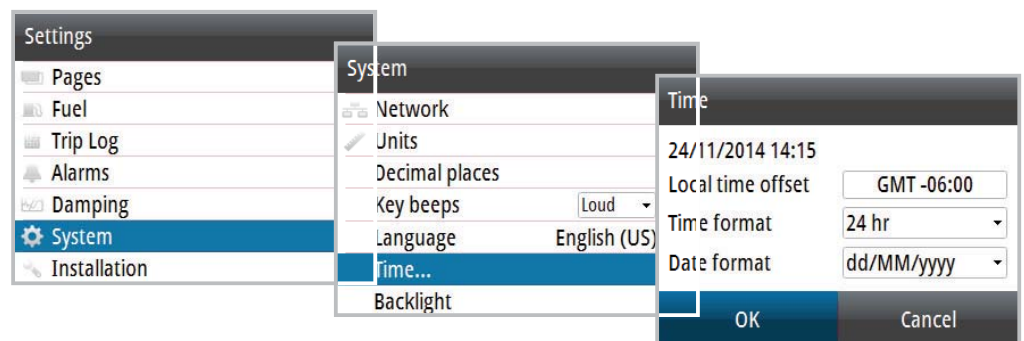 Settings
Pages
Fuel
Trip Log
Alarms
Damping
System
Installation
System
Network
Units
Decimal places
Key beeps Loud
Language English (US)
Time...
Backlight
Time
24/11/2014 14:15
Local time offset GMT -06:00
Time format 24 hr
Date format dd/MM/yyyy
OK Cancel